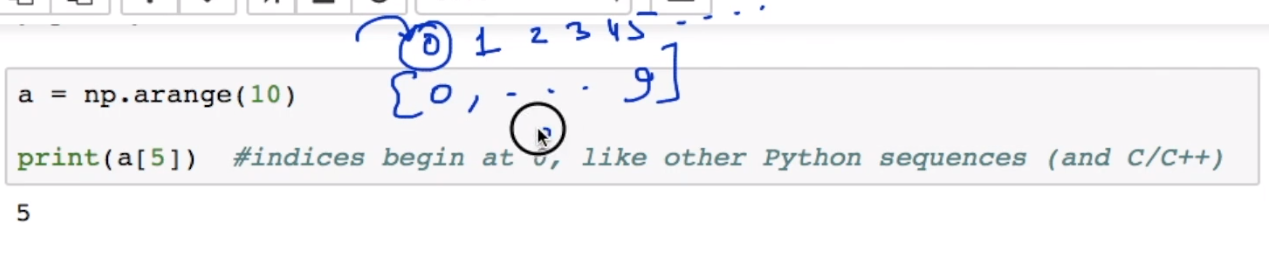 0 1 2 3 4 5 - - . .
a = np.arange(10)
[0, - . . 9]
print(a[5]) #indices begin at 0, like other Python sequences (and C/C++)
5